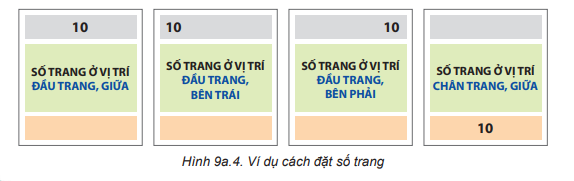 10
SỐ TRANG Ở VỊ TRÍ
ĐẦU TRANG, GIỮA
10
SỐ TRANG Ở VỊ TRÍ
ĐẦU TRANG,
BÊN TRÁI
10
SỐ TRANG Ở VỊ TRÍ
ĐẦU TRANG,
BÊN PHẢI
SỐ TRANG Ở VỊ TRÍ
CHÂN TRANG, GIỮA
10
Hình 9a.4. Ví dụ cách đặt số trang